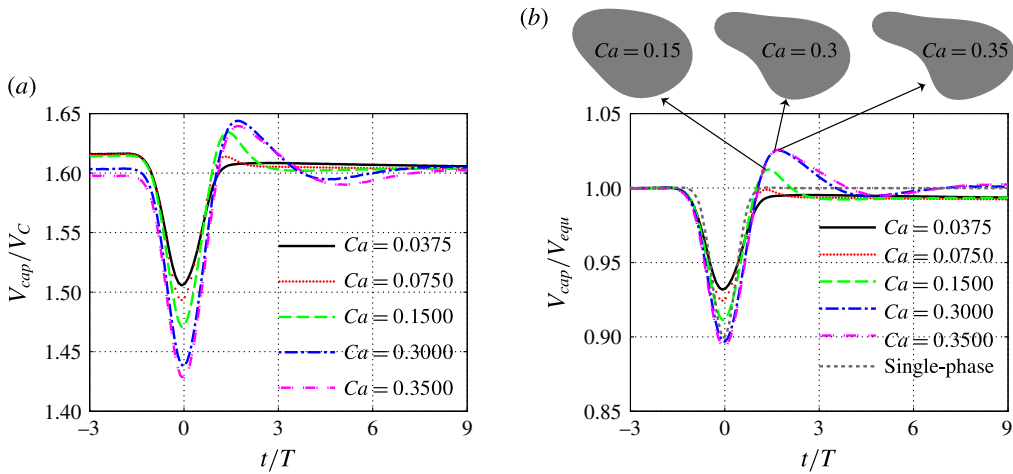 (a)
1.65
1.60
1.55
1.50
1.45
1.40
V_cap/V_C
Ca = 0.0375
Ca = 0.0750
Ca = 0.1500
Ca = 0.3000
Ca = 0.3500
−3 0 3 6 9
t/T
(b)
Ca = 0.15 Ca = 0.3 Ca = 0.35
1.05
1.00
0.95
0.90
0.85
V_cap/V_equ
Ca = 0.0375
Ca = 0.0750
Ca = 0.1500
Ca = 0.3000
Ca = 0.3500
Single-phase
−3 0 3 6 9
t/T